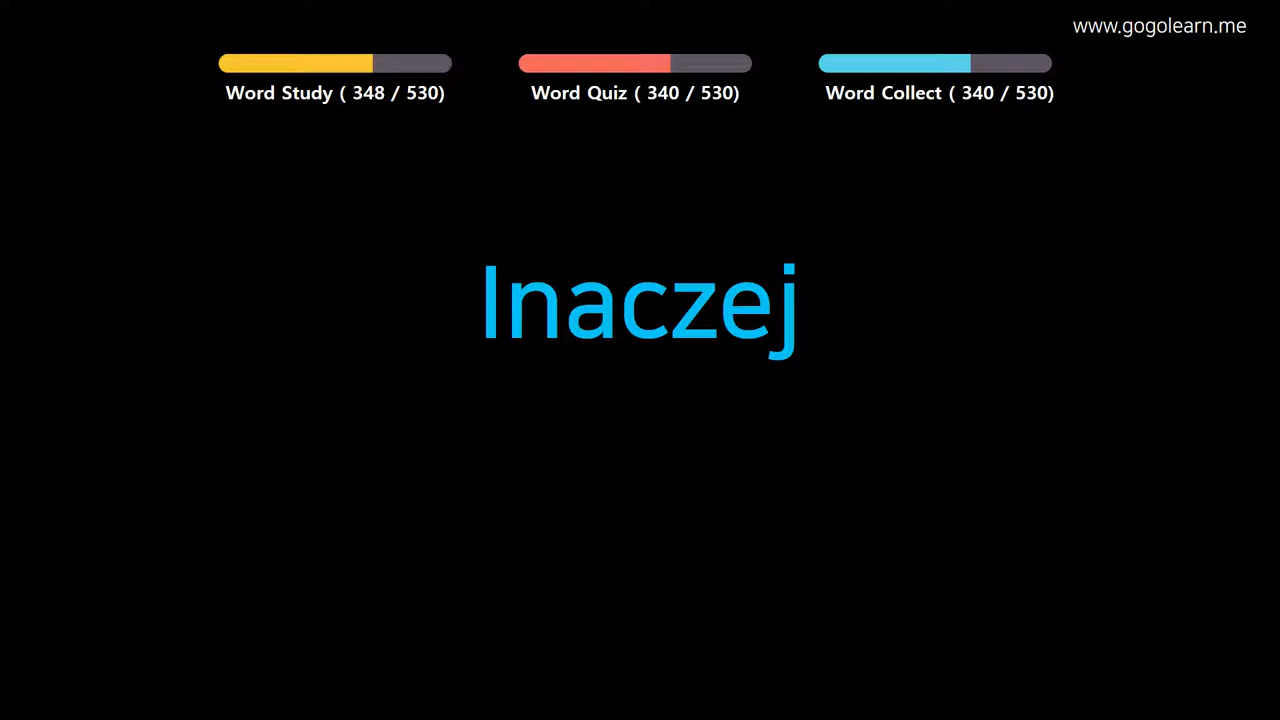 www.gogolearn.me
Word Study ( 348 / 530)
Word Quiz ( 340 / 530)
Word Collect ( 340 / 530)
Inaczej